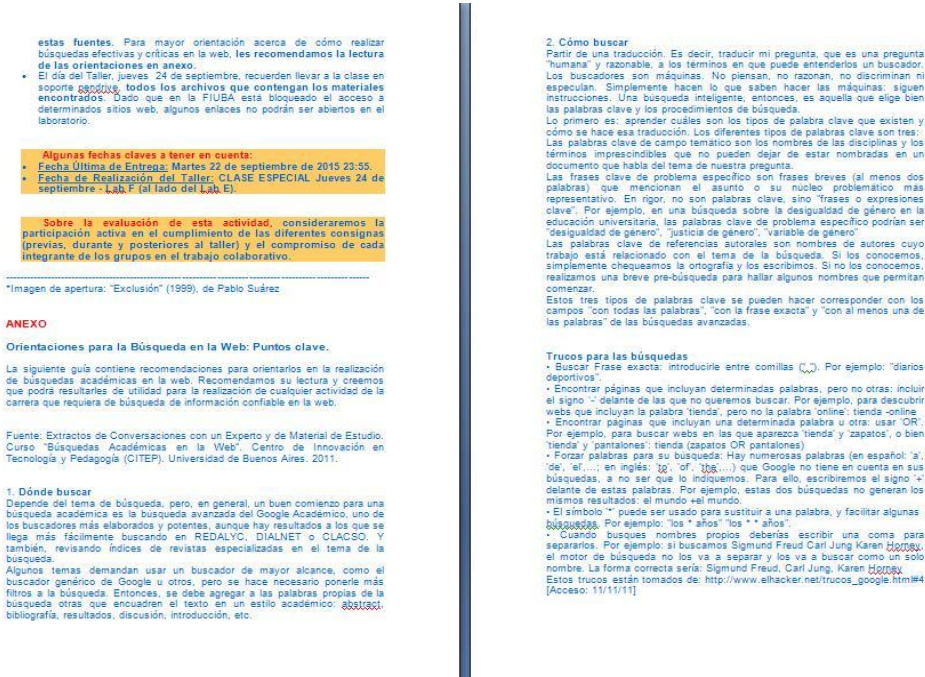 estas fuentes. Para mayor orientación acerca de cómo realizar
búsquedas efectivas y críticas en la web, les recomendamos la lectura
de las orientaciones en anexo.
• El día del Taller, jueves 24 de septiembre, recuerden llevar a la clase en
soporte pendrive, todos los archivos que contengan los materiales
encontrados. Dado que en la FIUBA está bloqueado el acceso a
determinados sitios web, algunos enlaces no podrán ser abiertos en el
laboratorio.
Algunas fechas claves a tener en cuenta:
• Fecha Última de Entrega: Martes 22 de septiembre de 2015 23:55.
• Fecha de Realización del Taller: CLASE ESPECIAL Jueves 24 de
septiembre - Lab F (al lado del Lab E).
Sobre la evaluación de esta actividad, consideraremos la
participación activa en el cumplimiento de las diferentes consignas
(previas, durante y posteriores al taller) y el compromiso de cada
integrante de los grupos en el trabajo colaborativo.
*Imagen de apertura: "Exclusión" (1999), de Pablo Suárez
ANEXO
Orientaciones para la Búsqueda en la Web: Puntos clave.
La siguiente guía contiene recomendaciones para orientarlos en la realización
de búsquedas académicas en la web. Recomendamos su lectura y creemos
que podrá resultarles de utilidad para la realización de cualquier actividad de la
carrera que requiera de búsqueda de información confiable en la web.
Fuente: Extractos de Conversaciones con un Experto y de Material de Estudio.
Curso "Búsquedas Académicas en la Web". Centro de Innovación en
Tecnología y Pedagogía (CITEP). Universidad de Buenos Aires. 2011.
1. Dónde buscar
Depende del tema de búsqueda, pero, en general, un buen comienzo para una
búsqueda académica es la búsqueda avanzada del Google Académico, uno de
los buscadores más elaborados y potentes, aunque hay resultados a los que se
llega más fácilmente buscando en REDALYC, DIALNET o CLACSO. Y
también, revisando índices de revistas especializadas en el tema de la
búsqueda.
Algunos temas demandan usar un buscador de mayor alcance, como el
buscador genérico de Google u otros, pero se hace necesario ponerle más
filtros a la búsqueda. Entonces, se debe agregar a las palabras propias de la
búsqueda otras que encuadren el texto en un estilo académico: abstract,
bibliografía, resultados, discusión, introducción, etc.
2. Cómo buscar
Partir de una traducción. Es decir, traducir mi pregunta, que es una pregunta
"humana" y razonable, a los términos en que puede entenderlos un buscador.
Los buscadores son máquinas. No piensan, no razonan, no discriminan ni
especulan. Simplemente hacen lo que saben hacer las máquinas: siguen
instrucciones. Una búsqueda inteligente, entonces, es aquella que elige bien
las palabras clave y los procedimientos de búsqueda.
Lo primero es: aprender cuáles son los tipos de palabra clave que existen y
cómo se hace esa traducción. Los diferentes tipos de palabras clave son tres:
Las palabras clave de campo temático son los nombres de las disciplinas y los
términos imprescindibles que no pueden dejar de estar nombradas en un
documento que habla del tema de nuestra pregunta.
Las frases clave de problema específico son frases breves (al menos dos
palabras) que mencionan el asunto o su núcleo problemático más
representativo. En rigor, no son palabras clave, sino "frases o expresiones
clave". Por ejemplo, en una búsqueda sobre la desigualdad de género en la
educación universitaria, las palabras clave de problema específico podrían ser
"desigualdad de género", "justicia de género", "variable de género"
Las palabras clave de referencias autorales son nombres de autores cuyo
trabajo está relacionado con el tema de la búsqueda. Si los conocemos,
simplemente chequeamos la ortografía y los escribimos. Si no los conocemos,
realizamos una breve pre-búsqueda para hallar algunos nombres que permitan
comenzar.
Estos tres tipos de palabras clave se pueden hacer corresponder con los
campos "con todas las palabras", "con la frase exacta" y "con al menos una de
las palabras" de las búsquedas avanzadas.
Trucos para las búsquedas
• Buscar Frase exacta: introducirle entre comillas (" "). Por ejemplo: "diarios
deportivos".
• Encontrar páginas que incluyan determinadas palabras, pero no otras: incluir
el signo '-' delante de las que no queremos buscar. Por ejemplo, para descubrir
webs que incluyan la palabra 'tienda', pero no la palabra 'online': tienda -online
• Encontrar páginas que incluyan una determinada palabra u otra: usar 'OR'.
Por ejemplo, para buscar webs en las que aparezca 'tienda' y 'zapatos', o bien
'tienda' y 'pantalones': tienda (zapatos OR pantalones)
• Forzar palabras para su búsqueda: Hay numerosas palabras (en español: 'a',
'de', 'el',...; en inglés: 'to', 'of', 'the',...) que Google no tiene en cuenta en sus
búsquedas, a no ser que lo indiquemos. Para ello, escribiremos el signo '+'
delante de estas palabras. Por ejemplo, estas dos búsquedas no generan los
mismos resultados: el mundo +el mundo.
• El símbolo '*' puede ser usado para sustituir a una palabra, y facilitar algunas
búsquedas. Por ejemplo: "los * años" "los * * años".
• Cuando busques nombres propios deberías escribir una coma para
separarlos. Por ejemplo: si buscamos Sigmund Freud Carl Jung Karen Horney,
el motor de búsqueda no los va a separar y los va a buscar como un solo
nombre. La forma correcta sería: Sigmund Freud, Carl Jung, Karen Horney
Estos trucos están tomados de: http://www.elhacker.net/trucos_google.html#4
[Acceso: 11/11/11]